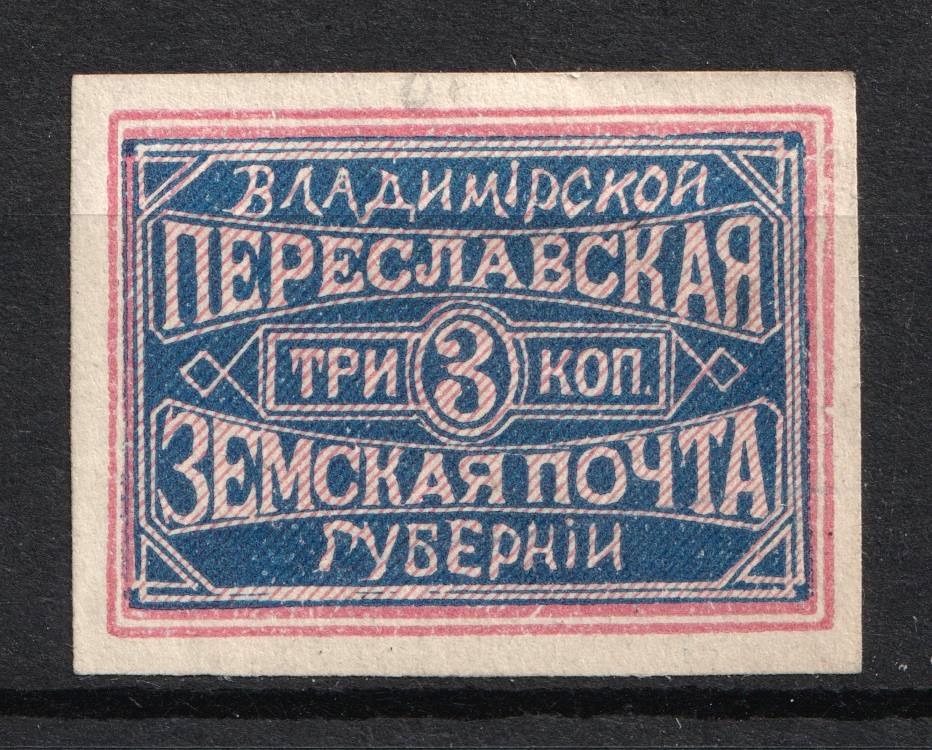 ВЛАДИМІРСКОЙ
ПЕРЕСЛАВСКАЯ
ТРИ 3 КОП.
ЗЕМСКАЯ ПОЧТА
ГУБЕРНІИ